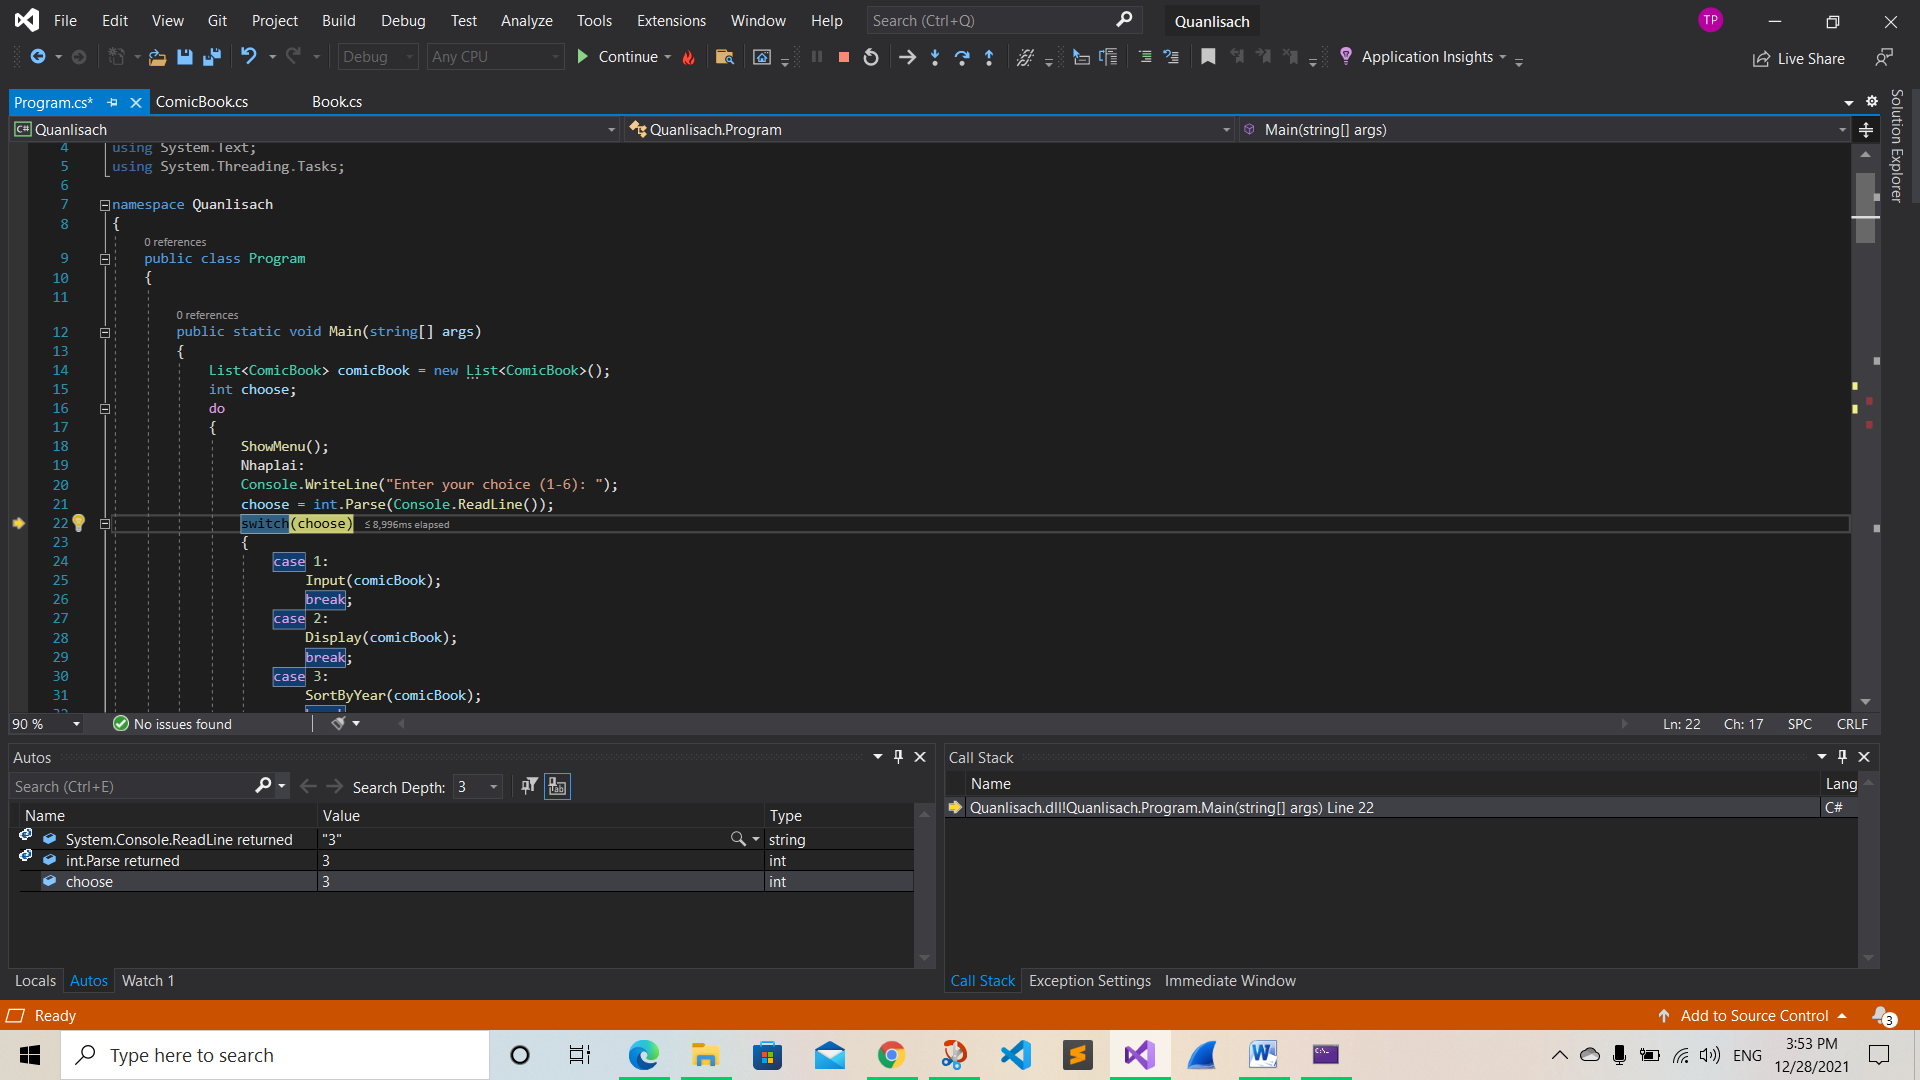 File Edit View Git Project Build Debug Test Analyze Tools Extensions Window Help Search (Ctrl+Q) Quanlisach TP
Debug Any CPU Continue Application Insights Live Share
Program.cs* ComicBook.cs Book.cs
Solution Explorer
C# Quanlisach Quanlisach.Program Main(string[] args)
4 using System.Text;
5 using System.Threading.Tasks;
6
7 namespace Quanlisach
8 {
0 references
9 public class Program
10 {
11
0 references
12 public static void Main(string[] args)
13 {
14 List<ComicBook> comicBook = new List<ComicBook>();
15 int choose;
16 do
17 {
18 ShowMenu();
19 Nhaplai:
20 Console.WriteLine("Enter your choice (1-6): ");
21 choose = int.Parse(Console.ReadLine());
22 switch(choose) ≤ 8,996ms elapsed
23 {
24 case 1:
25 Input(comicBook);
26 break;
27 case 2:
28 Display(comicBook);
29 break;
30 case 3:
31 SortByYear(comicBook);
90 % No issues found Ln: 22 Ch: 17 SPC CRLF
Autos
Search (Ctrl+E) Search Depth: 3
Name Value Type
System.Console.ReadLine returned "3" string
int.Parse returned 3 int
choose 3 int
Locals Autos Watch 1
Call Stack
Name Lang
Quanlisach.dll!Quanlisach.Program.Main(string[] args) Line 22 C#
Call Stack Exception Settings Immediate Window
Ready Add to Source Control 3
Type here to search ENG 3:53 PM
12/28/2021